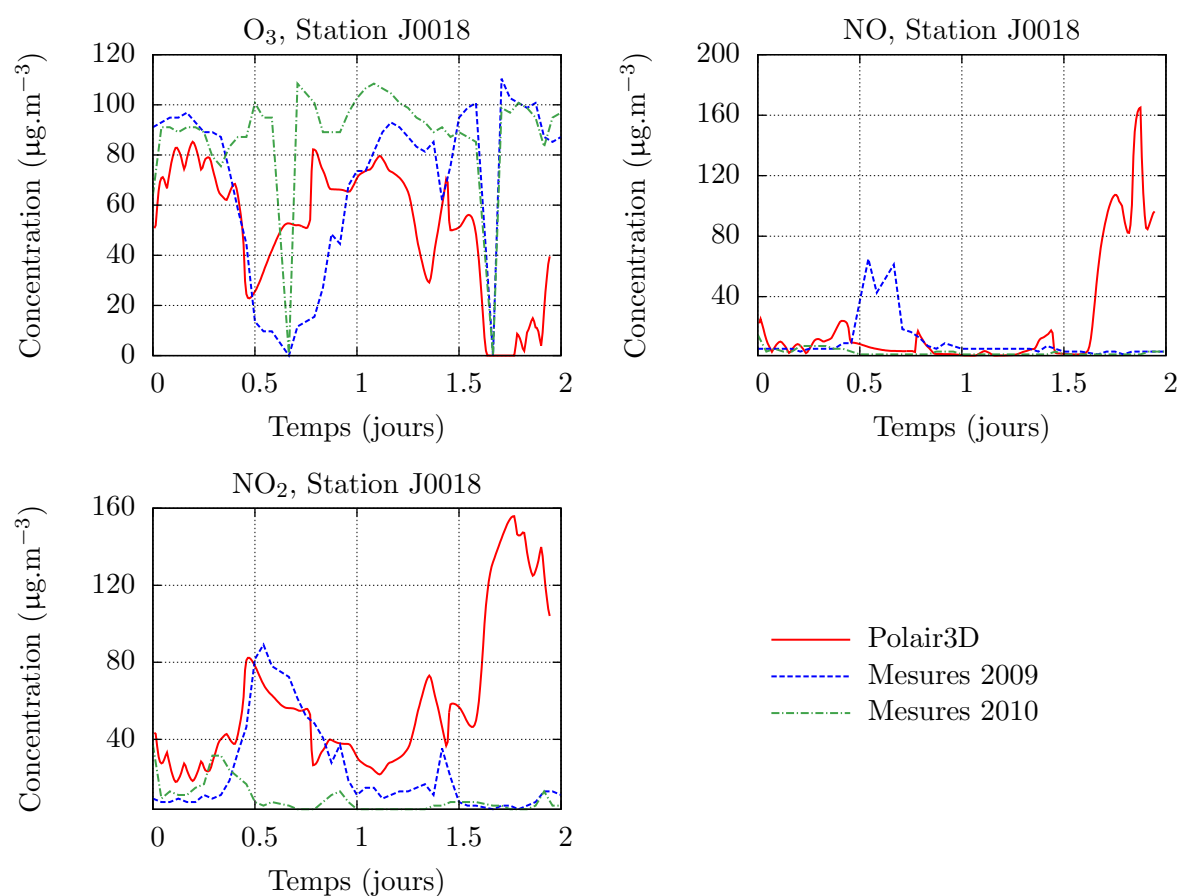 O₃, Station J0018
120
100
80
60
40
20
0
Concentration (µg.m⁻³)
0 0.5 1 1.5 2
Temps (jours)
NO, Station J0018
200
160
120
80
40
Concentration (µg.m⁻³)
0 0.5 1 1.5 2
Temps (jours)
NO₂, Station J0018
160
120
80
40
Concentration (µg.m⁻³)
0 0.5 1 1.5 2
Temps (jours)
Polair3D
Mesures 2009
Mesures 2010